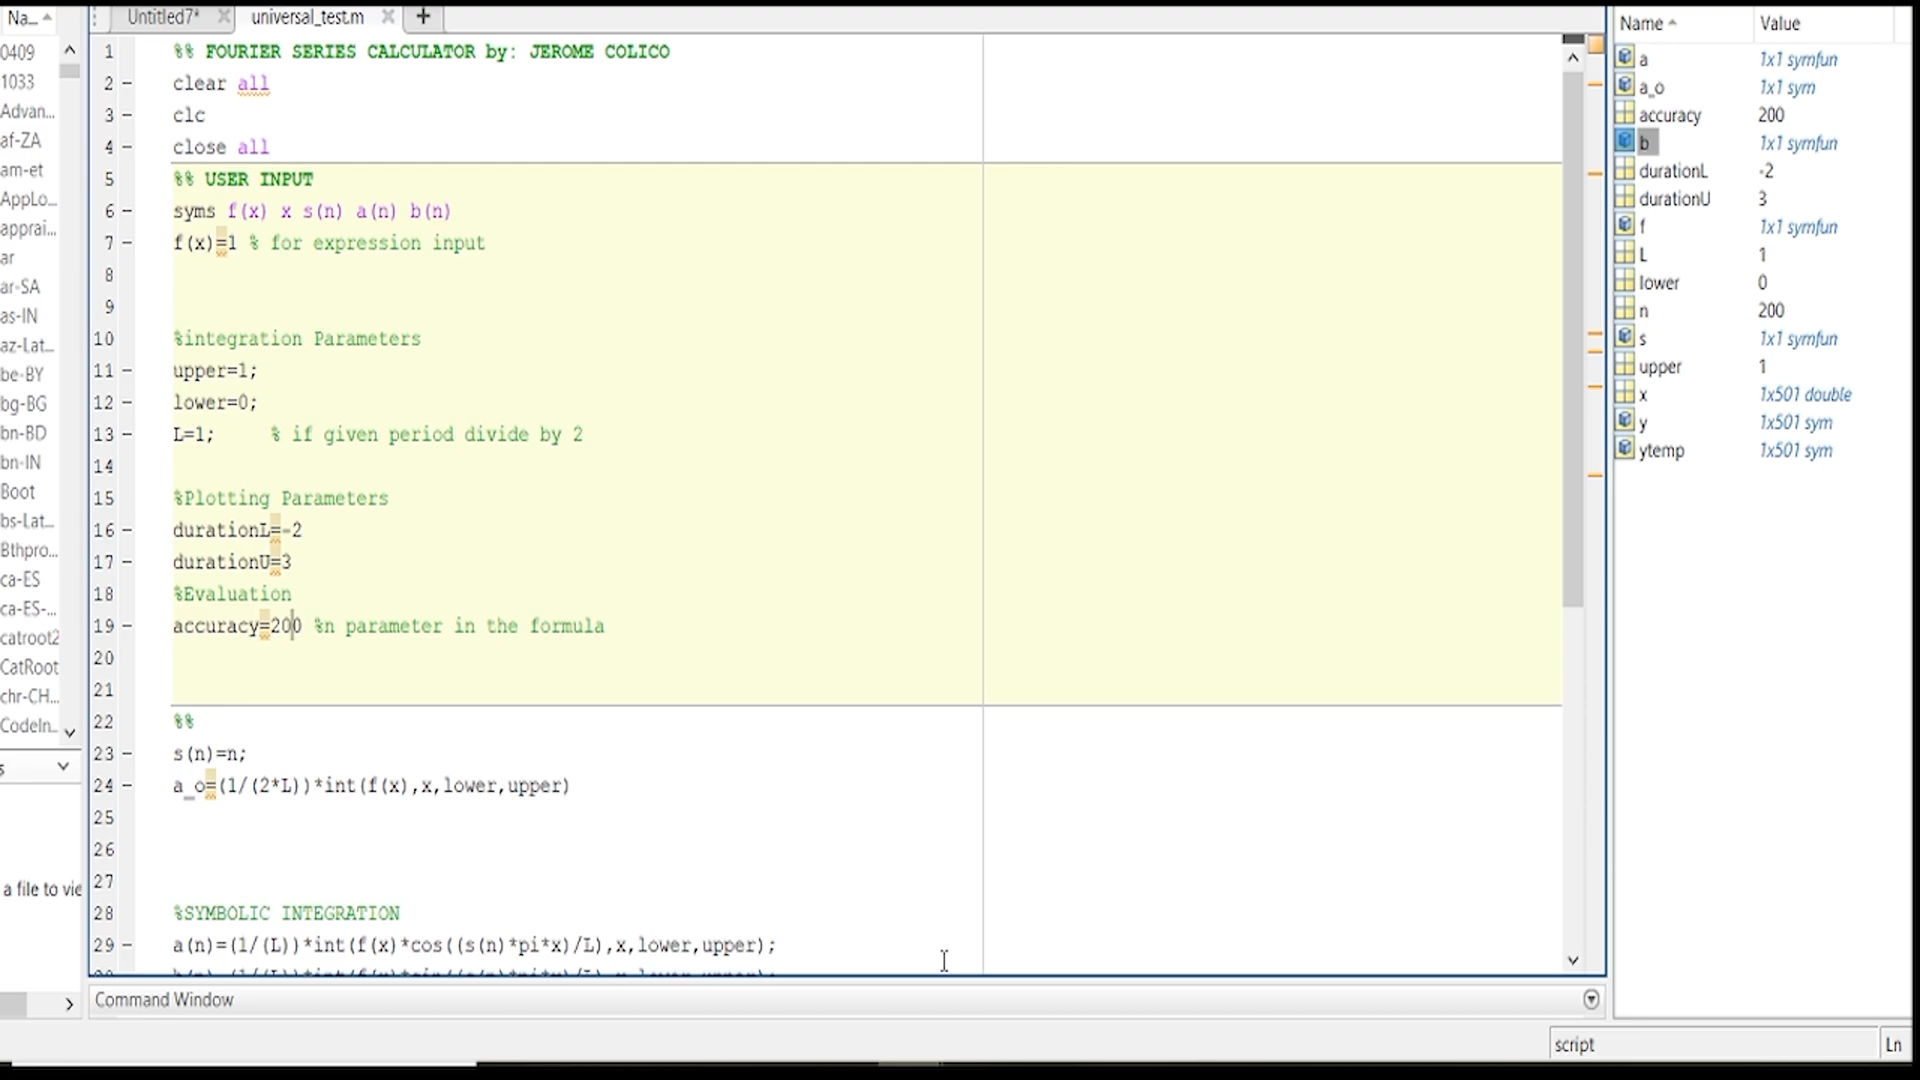 Na...
0409
1033
Advan...
af-ZA
am-et
AppLo...
apprai...
ar
ar-SA
as-IN
az-Lat...
be-BY
bg-BG
bn-BD
bn-IN
Boot
bs-Lat...
Bthpro...
ca-ES
ca-ES-...
catroot2
CatRoot
chr-CH...
CodeIn...
s
a file to vie
Untitled7*
universal_test.m
1 %% FOURIER SERIES CALCULATOR by: JEROME COLICO
2 – clear all
3 – clc
4 – close all
5 %% USER INPUT
6 – syms f(x) x s(n) a(n) b(n)
7 – f(x)=1 % for expression input
8
9
10 %integration Parameters
11 – upper=1;
12 – lower=0;
13 – L=1; % if given period divide by 2
14
15 %Plotting Parameters
16 – durationL=-2
17 – durationU=3
18 %Evaluation
19 – accuracy=200 %n parameter in the formula
20
21
22 %%
23 – s(n)=n;
24 – a_o=(1/(2*L))*int(f(x),x,lower,upper)
25
26
27
28 %SYMBOLIC INTEGRATION
29 – a(n)=(1/(L))*int(f(x)*cos((s(n)*pi*x)/L),x,lower,upper);
Command Window
Name Value
a 1x1 symfun
a_o 1x1 sym
accuracy 200
b 1x1 symfun
durationL -2
durationU 3
f 1x1 symfun
L 1
lower 0
n 200
s 1x1 symfun
upper 1
x 1x501 double
y 1x501 sym
ytemp 1x501 sym
script
Ln